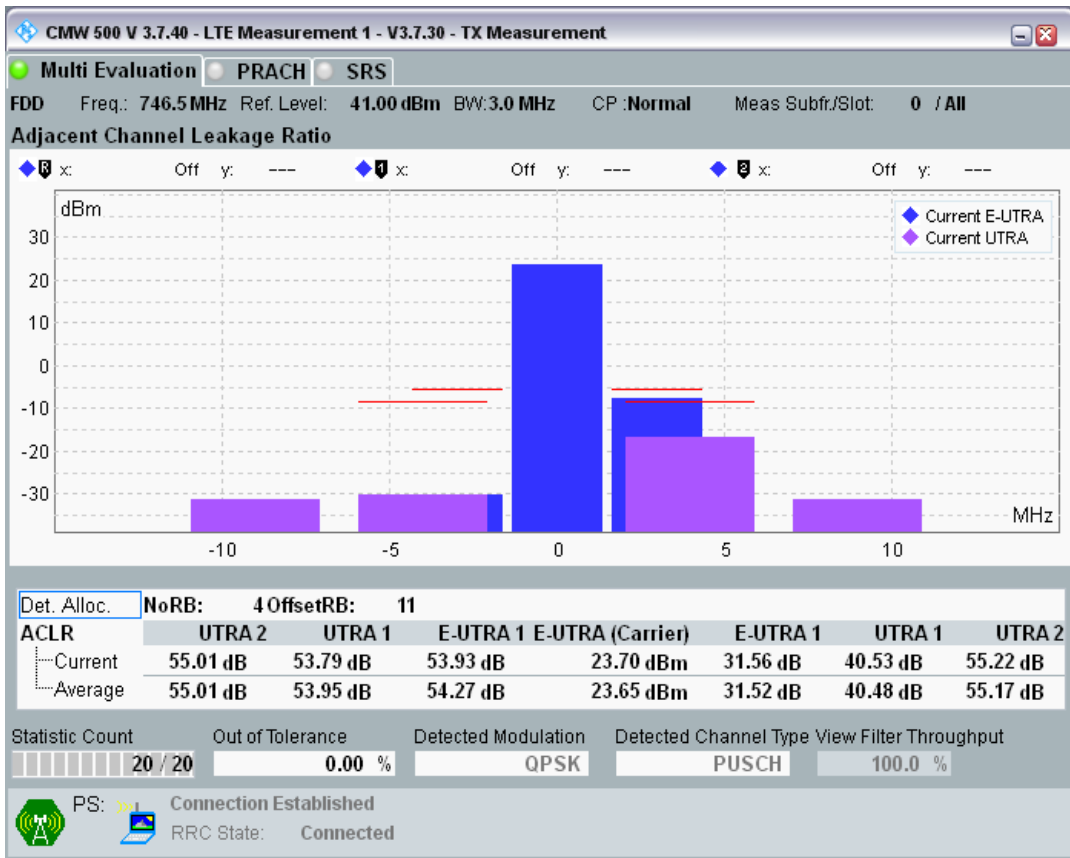 CMW 500 V 3.7.40 - LTE Measurement 1 - V3.7.30 - TX Measurement
Multi Evaluation PRACH SRS
FDD Freq.: 746.5 MHz Ref. Level: 41.00 dBm BW: 3.0 MHz CP :Normal Meas Subfr./Slot: 0 / All
Adjacent Channel Leakage Ratio
R x: Off y: --- 1 x: Off y: --- 2 x: Off y: ---
dBm
Current E-UTRA
Current UTRA
30
20
10
0
-10
-20
-30
MHz
-10 -5 0 5 10
Det. Alloc. NoRB: 4 OffsetRB: 11
ACLR UTRA 2 UTRA 1 E-UTRA 1 E-UTRA (Carrier) E-UTRA 1 UTRA 1 UTRA 2
Current 55.01 dB 53.79 dB 53.93 dB 23.70 dBm 31.56 dB 40.53 dB 55.22 dB
Average 55.01 dB 53.95 dB 54.27 dB 23.65 dBm 31.52 dB 40.48 dB 55.17 dB
Statistic Count Out of Tolerance Detected Modulation Detected Channel Type View Filter Throughput
20 / 20 0.00 % QPSK PUSCH 100.0 %
PS: Connection Established
RRC State: Connected